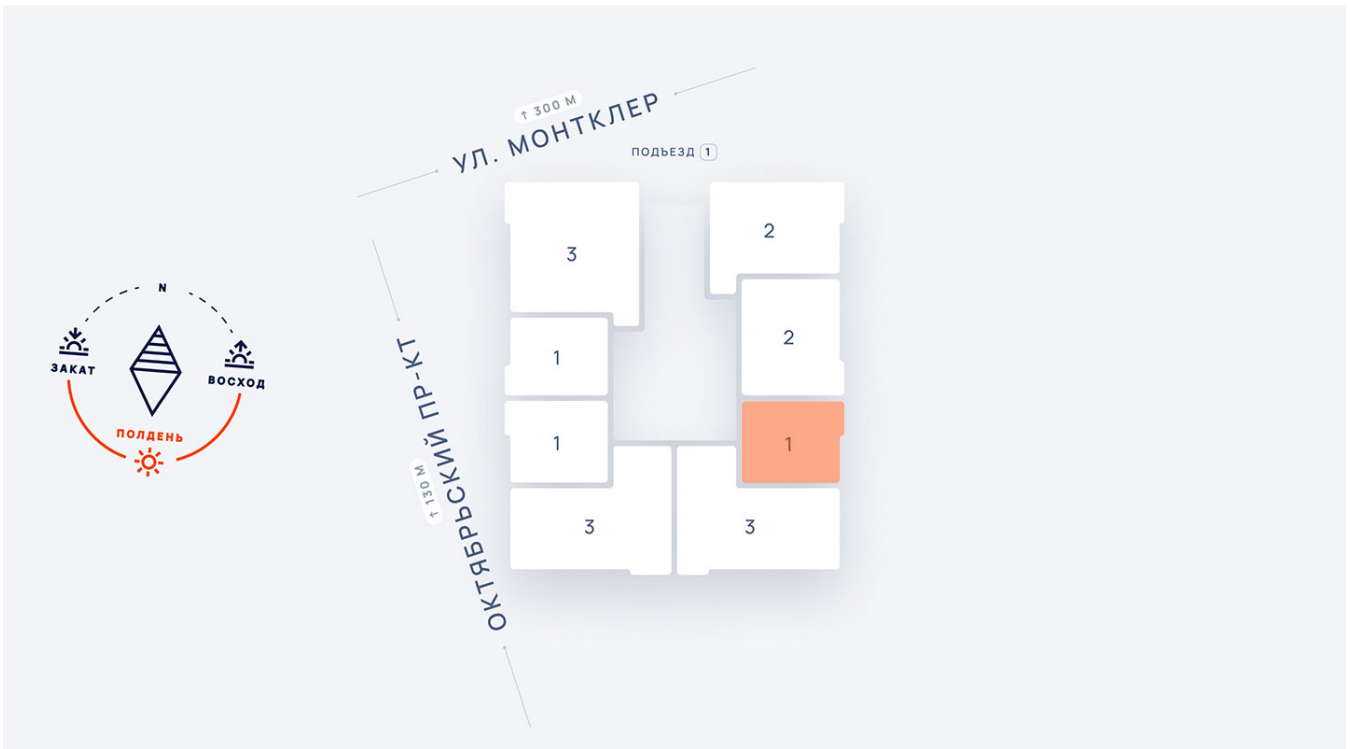 ↑ 300 М
УЛ. МОНТКЛЕР
ПОДЪЕЗД 1
3
2
N
ЗАКАТ
ВОСХОД
ПОЛДЕНЬ
ОКТЯБРЬСКИЙ ПР-КТ
↑ 130 М
1
2
1
1
3
3